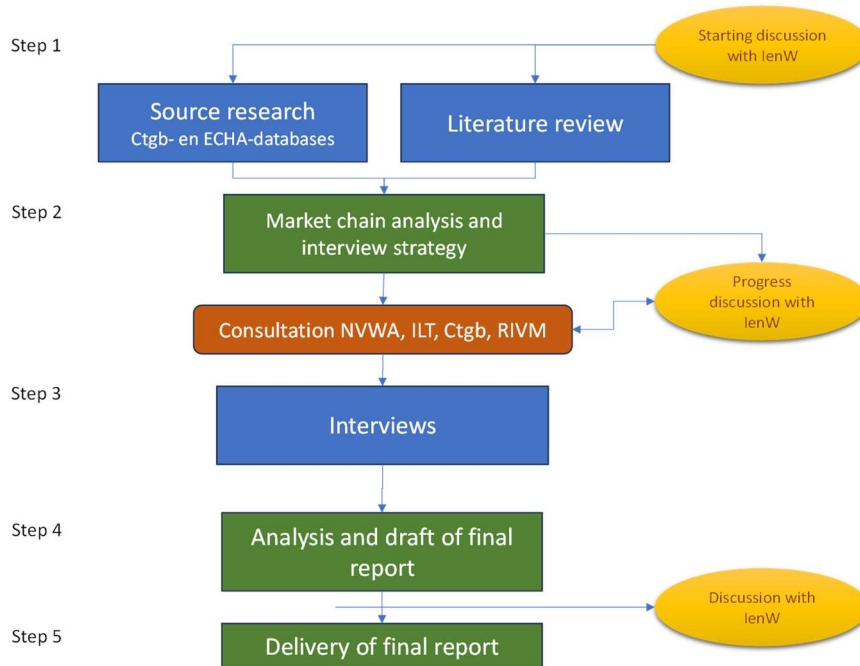 Step 1
Starting discussion
with IenW
Source research
Ctgb- en ECHA-databases
Literature review
Step 2
Market chain analysis and
interview strategy
Progress
discussion with
IenW
Consultation NVWA, ILT, Ctgb, RIVM
Step 3
Interviews
Step 4
Analysis and draft of final
report
Discussion with
IenW
Step 5
Delivery of final report